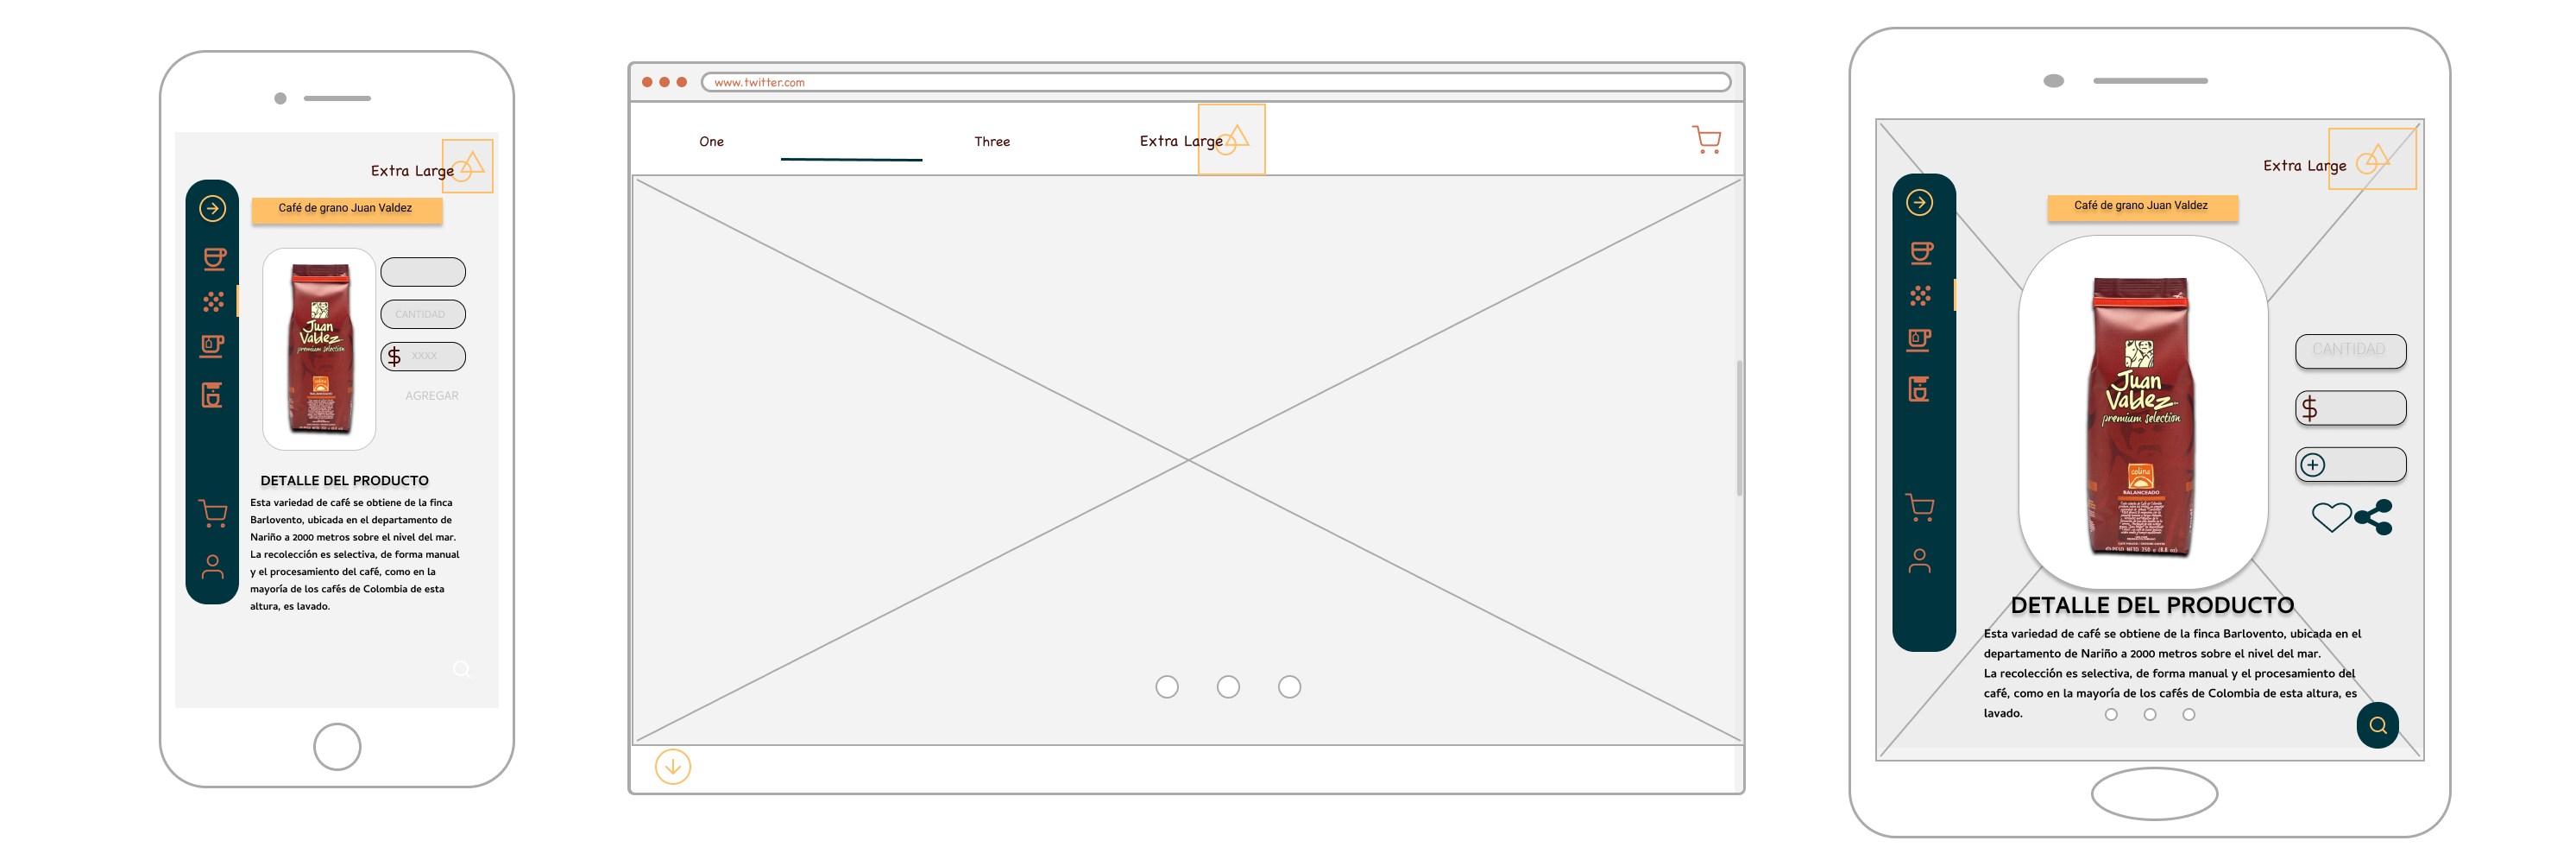 Extra Large
Café de grano Juan Valdez
Juan
Valdez
premium selection
colina
CANTIDAD
$ XXXX
AGREGAR
DETALLE DEL PRODUCTO
Esta variedad de café se obtiene de la finca
Barlovento, ubicada en el departamento de
Nariño a 2000 metros sobre el nivel del mar.
La recolección es selectiva, de forma manual
y el procesamiento del café, como en la
mayoría de los cafés de Colombia de esta
altura, es lavado.
www.twitter.com
One
Three
Extra Large
Extra Large
Café de grano Juan Valdez
Juan
Valdez
premium selection
colina
BALANCEADO
CANTIDAD
$
DETALLE DEL PRODUCTO
Esta variedad de café se obtiene de la finca Barlovento, ubicada en el
departamento de Nariño a 2000 metros sobre el nivel del mar.
La recolección es selectiva, de forma manual y el procesamiento del
café, como en la mayoría de los cafés de Colombia de esta altura, es
lavado.